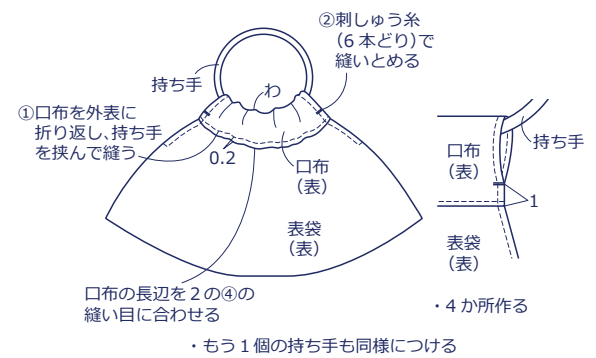 ②刺しゅう糸
（6 本どり）で
縫いとめる
持ち手
わ
①口布を外表に
折り返し、持ち手
を挟んで縫う
0.2
口布
（表）
表袋
（表）
口布の長辺を２の④の
縫い目に合わせる
・もう１個の持ち手も同様につける
持ち手
口布
（表）
1
表袋
（表）
・４か所作る